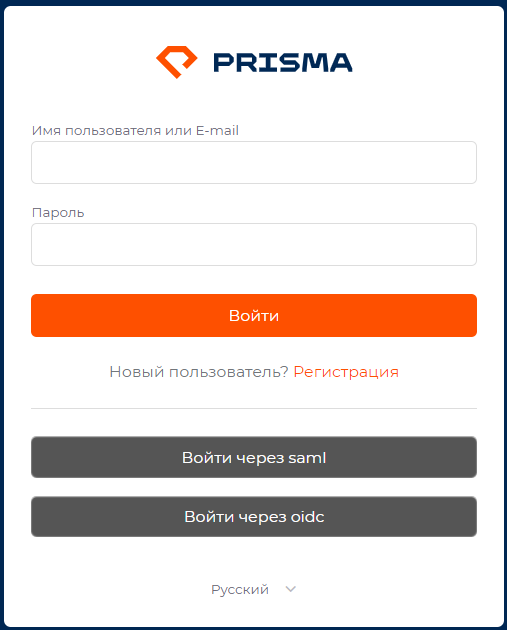 PRISMA
Имя пользователя или E-mail
Пароль
Войти
Новый пользователь? Регистрация
Войти через saml
Войти через oidc
Русский